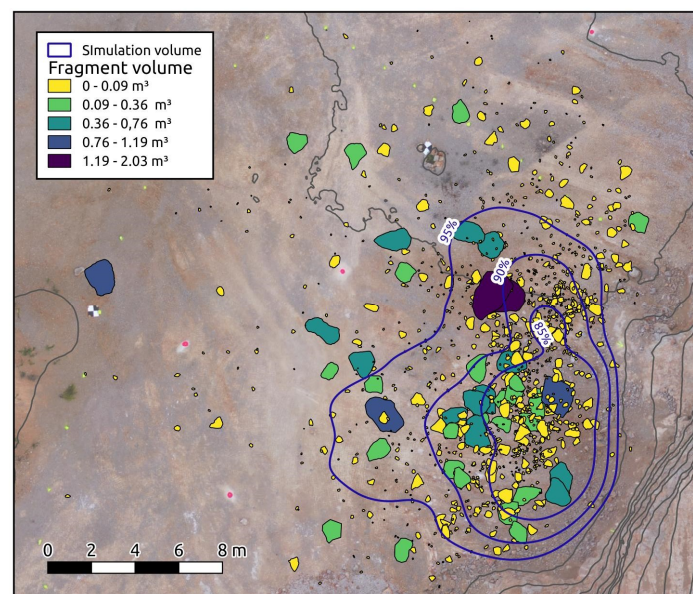 SImulation volume
Fragment volume
0 - 0.09 m³
0.09 - 0.36 m³
0.36 - 0,76 m³
0.76 - 1.19 m³
1.19 - 2.03 m³
95%
90%
85%
0 2 4 6 8 m